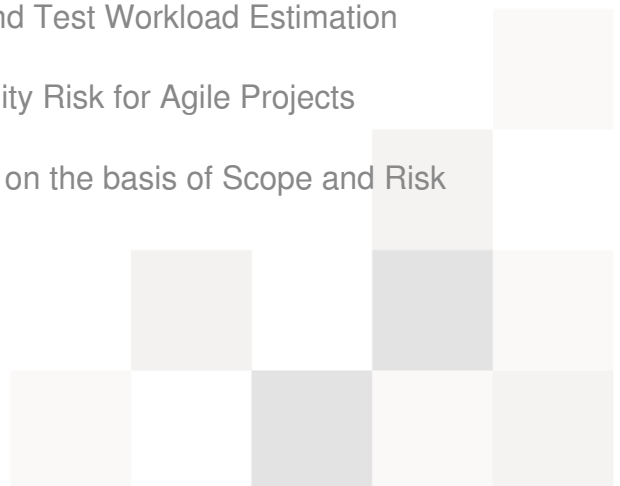 nd Test Workload Estimation
ity Risk for Agile Projects
on the basis of Scope and Risk